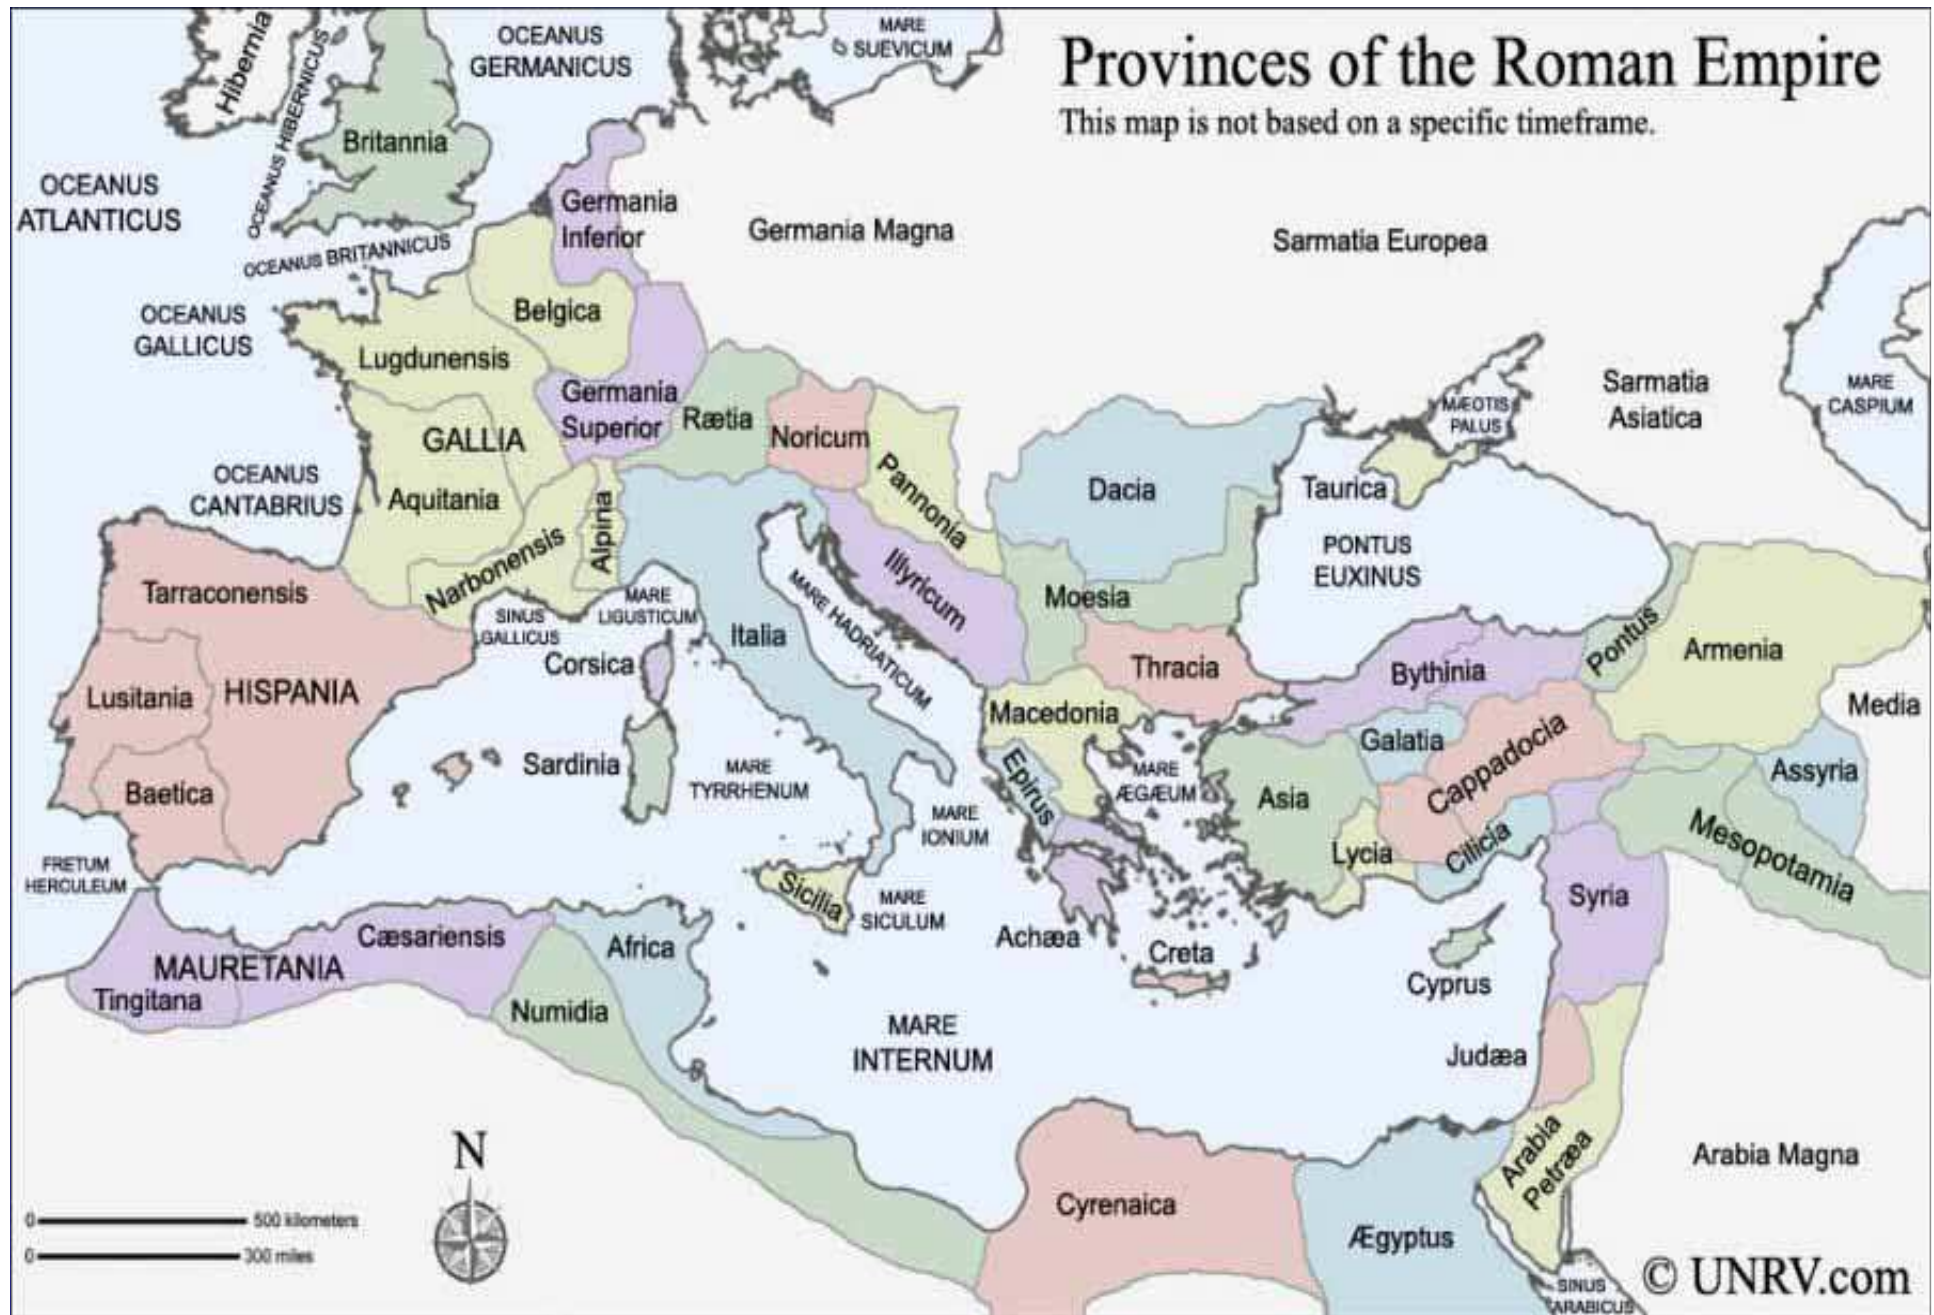 Provinces of the Roman Empire
This map is not based on a specific timeframe.
Hibernia
OCEANUS HIBERNICUS
Britannia
OCEANUS
GERMANICUS
MARE
SUEVICUM
OCEANUS
ATLANTICUS
OCEANUS BRITANNICUS
Germania
Inferior
Germania Magna
Sarmatia Europea
OCEANUS
GALLICUS
Belgica
Lugdunensis
Germania
Superior
Rætia
Noricum
Pannonia
Dacia
Taurica
MÆOTIS
PALUS
Sarmatia
Asiatica
MARE
CASPIUM
GALLIA
OCEANUS
CANTABRIUS
Aquitania
Narbonensis
Alpina
PONTUS
EUXINUS
Tarraconensis
SINUS
GALLICUS
MARE
LIGUSTICUM
Italia
MARE HADRIATICUM
Illyricum
Moesia
Thracia
Bythinia
Pontus
Armenia
Media
Lusitania
HISPANIA
Corsica
Macedonia
Galatia
Cappadocia
Assyria
Baetica
Sardinia
MARE
TYRRHENUM
MARE
IONIUM
Epirus
MARE
ÆGÆUM
Asia
Lycia
Cilicia
Mesopotamia
FRETUM
HERCULEUM
Sicilia
MARE
SICULUM
Achæa
Creta
Cyprus
Syria
MAURETANIA
Cæsariensis
Tingitana
Numidia
Africa
MARE
INTERNUM
Judæa
Arabia
Petræa
Arabia Magna
N
0
500 kilometers
0
300 miles
Cyrenaica
Ægyptus
SINUS
ARABICUS
© UNRV.com